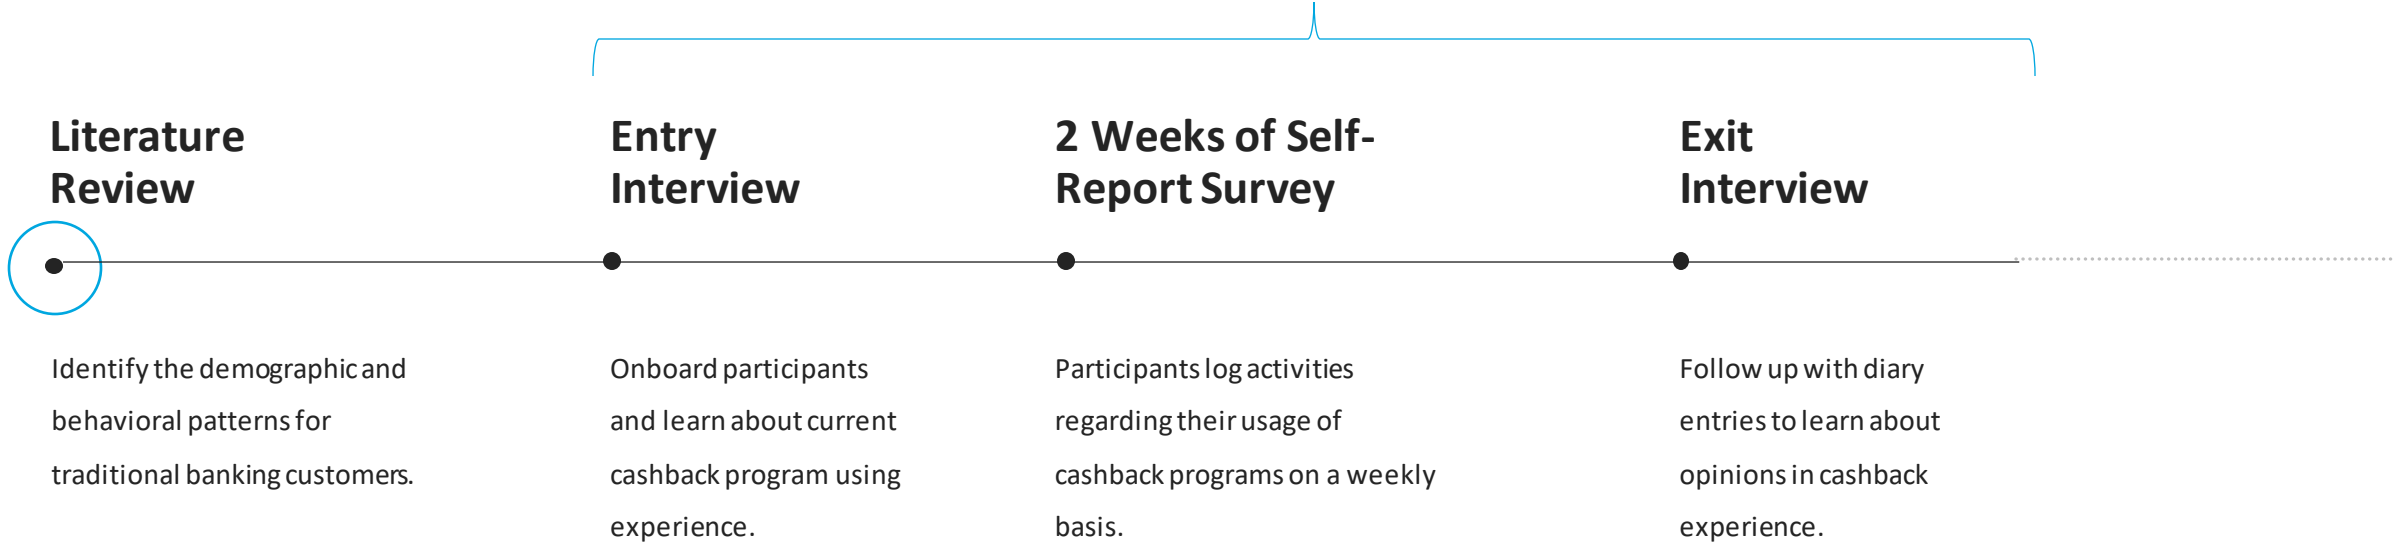 Literature
Review
Entry
Interview
2 Weeks of Self-
Report Survey
Exit
Interview
Identify the demographic and
behavioral patterns for
traditional banking customers.
Onboard participants
and learn about current
cashback program using
experience.
Participants log activities
regarding their usage of
cashback programs on a weekly
basis.
Follow up with diary
entries to learn about
opinions in cashback
experience.